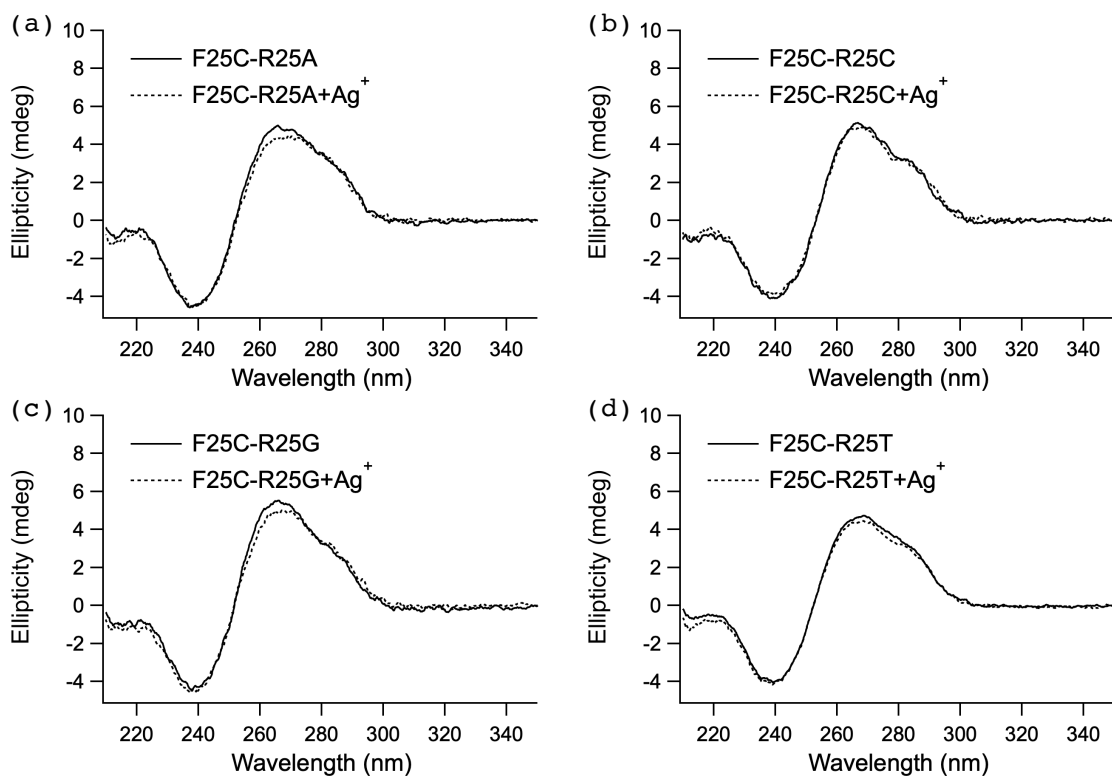 (a)
10
8
6
4
2
0
-2
-4
Ellipticity (mdeg)
F25C-R25A
F25C-R25A+Ag+
220 240 260 280 300 320 340
Wavelength (nm)
(b)
10
8
6
4
2
0
-2
-4
Ellipticity (mdeg)
F25C-R25C
F25C-R25C+Ag+
220 240 260 280 300 320 340
Wavelength (nm)
(c)
10
8
6
4
2
0
-2
-4
Ellipticity (mdeg)
F25C-R25G
F25C-R25G+Ag+
220 240 260 280 300 320 340
Wavelength (nm)
(d)
10
8
6
4
2
0
-2
-4
Ellipticity (mdeg)
F25C-R25T
F25C-R25T+Ag+
220 240 260 280 300 320 340
Wavelength (nm)